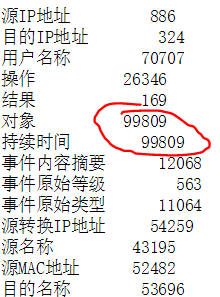 源IP地址 886
目的IP地址 324
用户名称 70707
操作 26346
结果 169
对象 99809
持续时间 99809
事件内容摘要 12068
事件原始等级 563
事件原始类型 11064
源转换IP地址 54259
源名称 43195
源MAC地址 52482
目的名称 53696